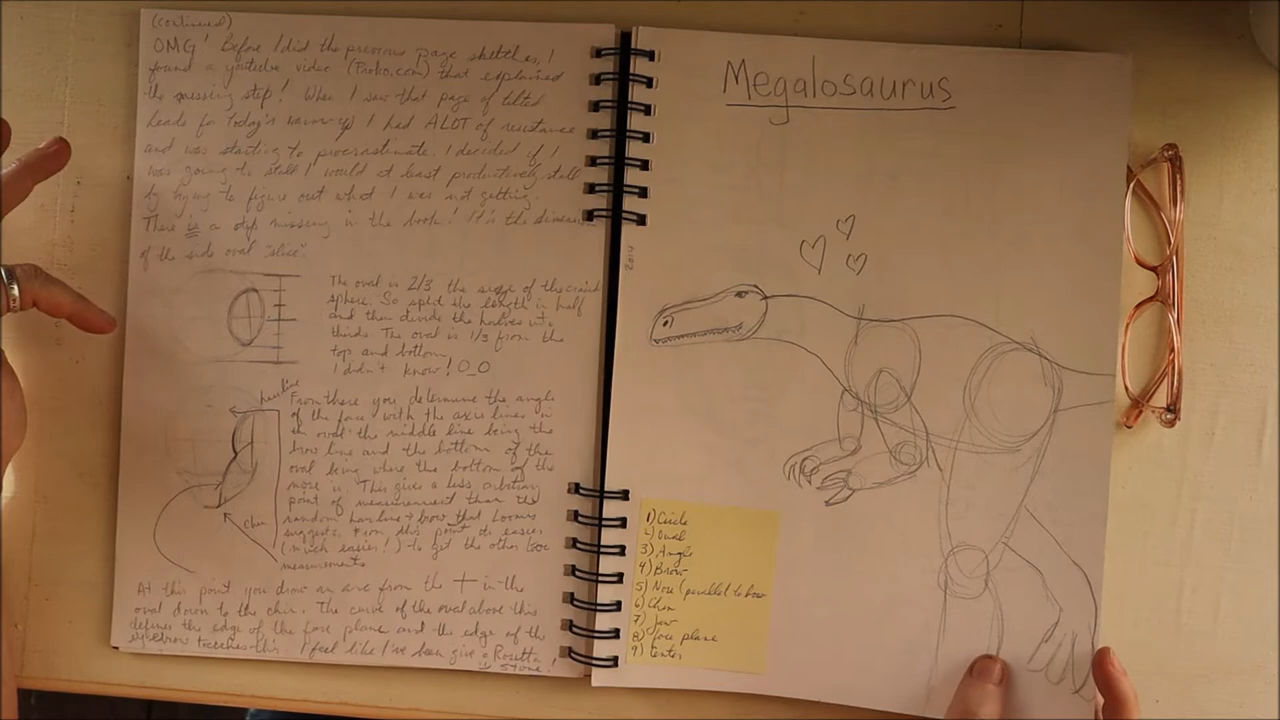 (continued)
OMG! Before I did the previous page sketches, I
found a youtube video (Proko.com) that explained
the missing step! When I saw that page of tilted
heads for today's warm-up I had ALOT of resistance
and was starting to procrastinate. I decided if I
was going to stall I would at least productively stall
by trying to figure out what I was not getting.
There is a step missing in the book! It is the dimension
of the side oval "slice".
The oval is 2/3 the size of the cranial
sphere. So split the length in half
and then divide the halves into
thirds. The oval is 1/3 from the
top and bottom.
I didn't know! O_O
hairline
From there you determine the angle
of the face with the axis lines in
the oval the middle line being the
brow line and the bottom of the
oval being where the bottom of the
nose is. This gives a less arbitrary
point of measurement than the
random hairline → brow that Loomis
suggests. From this point its easier
(much easier!) to get the other two
measurements
chin
At this point you draw an arc from the + in the
oval down to the chin. The curve of the oval above this
defines the edge of the face plane and the edge of the
eyebrow touches this. I feel like I've been give a Rosetta
Stone!
Megalosaurus
2014
1) Circle
2) Oval
3) Angle
4) Brow
5) Nose (parallel to brow
6) Chin
7) Jaw
8) face plane
9) Center